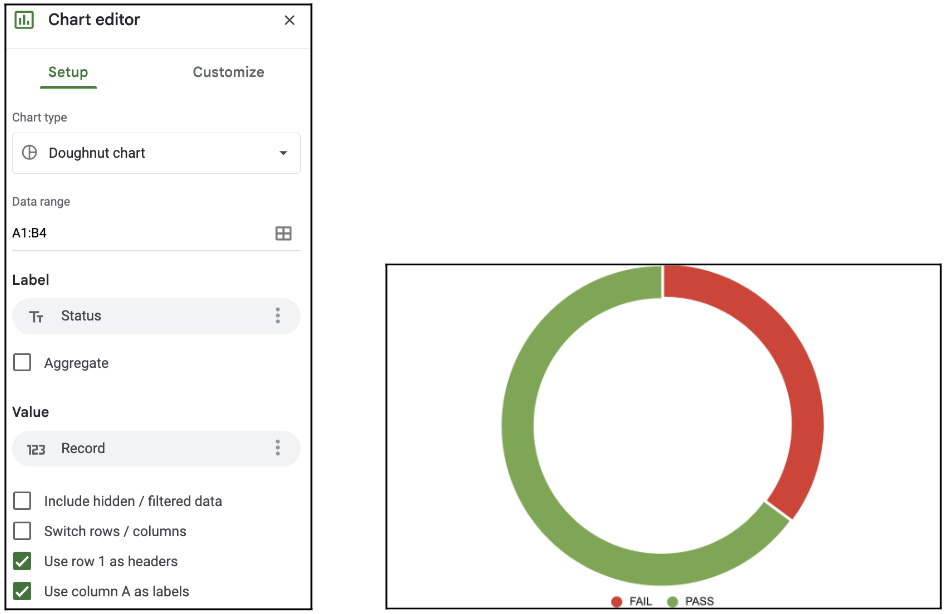 Chart editor
Setup Customize
Chart type
Doughnut chart
Data range
A1:B4
Label
Tт Status
Aggregate
Value
123 Record
Include hidden / filtered data
Switch rows / columns
Use row 1 as headers
Use column A as labels
FAIL PASS